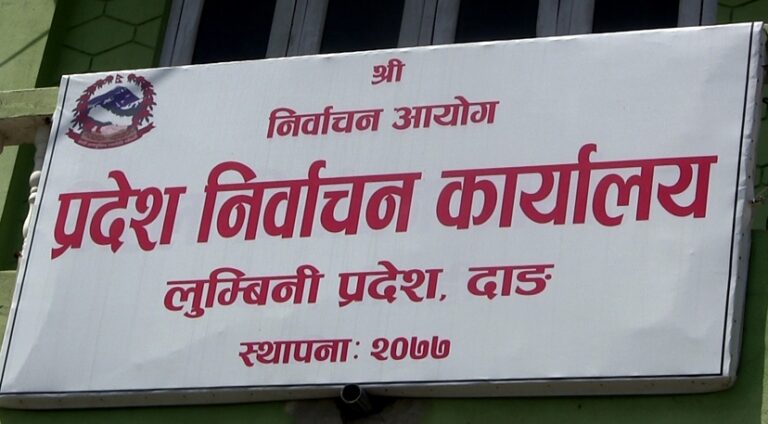 श्री
निर्वाचन आयोग
प्रदेश निर्वाचन कार्यालय
लुम्बिनी प्रदेश, दाङ
स्थापनाः २०७७